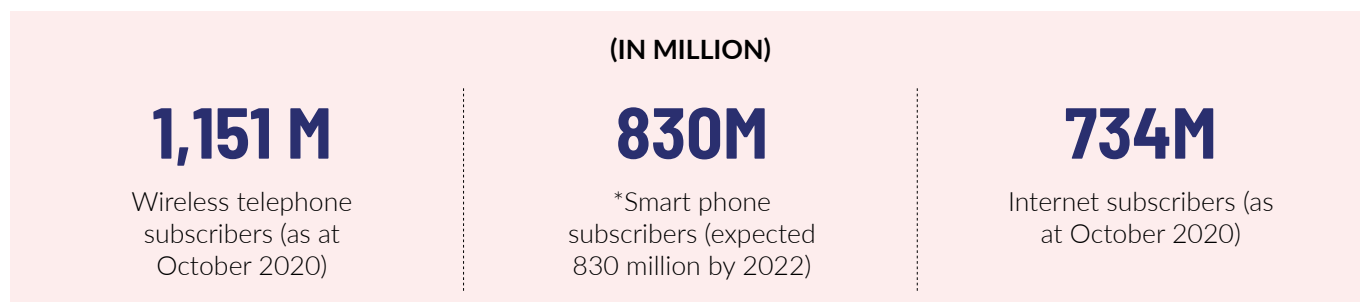 (IN MILLION)
1,151 M
Wireless telephone
subscribers (as at
October 2020)
830M
*Smart phone
subscribers (expected
830 million by 2022)
734M
Internet subscribers (as
at October 2020)